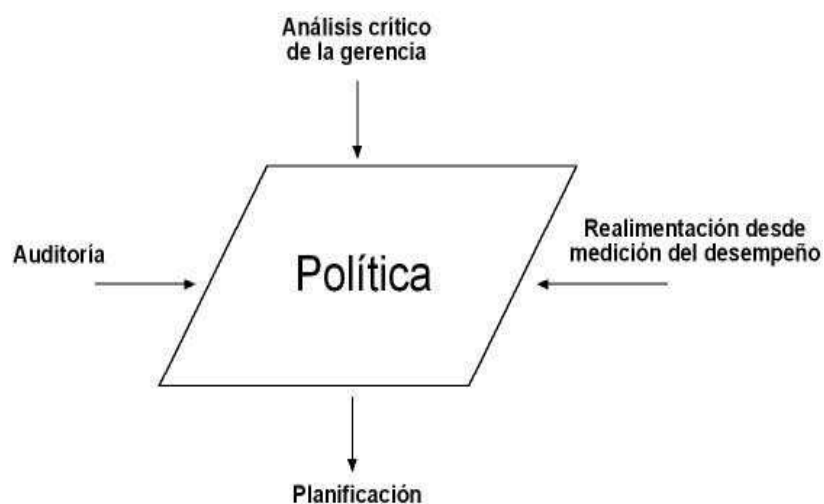 Análisis crítico
de la gerencia
Auditoría
Política
Realimentación desde
medición del desempeño
Planificación